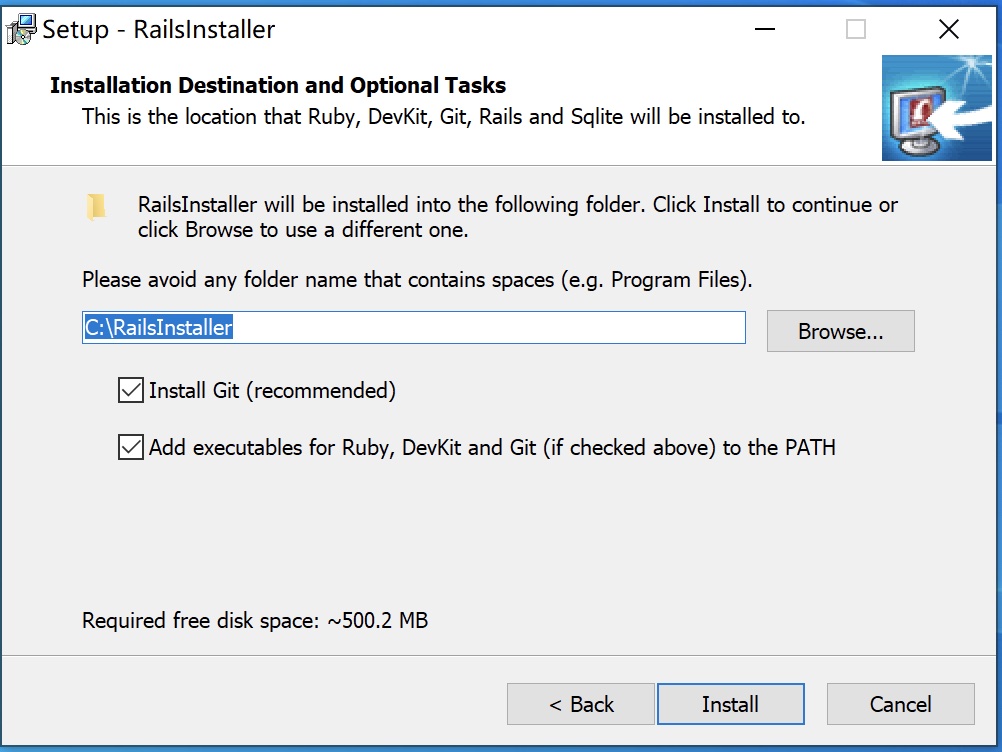 Setup - RailsInstaller
Installation Destination and Optional Tasks
This is the location that Ruby, DevKit, Git, Rails and Sqlite will be installed to.
RailsInstaller will be installed into the following folder. Click Install to continue or
click Browse to use a different one.
Please avoid any folder name that contains spaces (e.g. Program Files).
C:\RailsInstaller
Browse...
Install Git (recommended)
Add executables for Ruby, DevKit and Git (if checked above) to the PATH
Required free disk space: ~500.2 MB
< Back
Install
Cancel